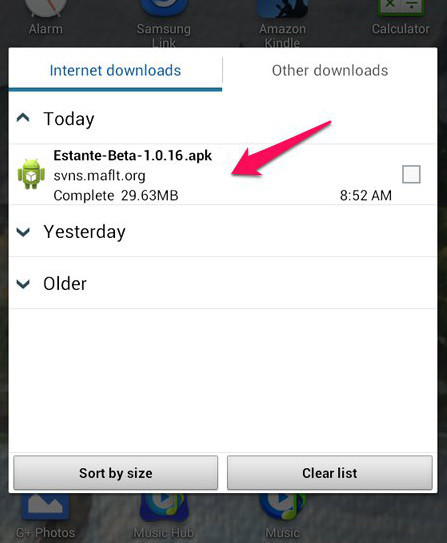 Alarm
Samsung
Link
Amazon
Kindle
Calculator
Internet downloads
Other downloads
Today
Estante-Beta-1.0.16.apk
svns.maflt.org
Complete 29.63MB
8:52 AM
Yesterday
Older
Sort by size
Clear list
G+ Photos
Music Hub
Music